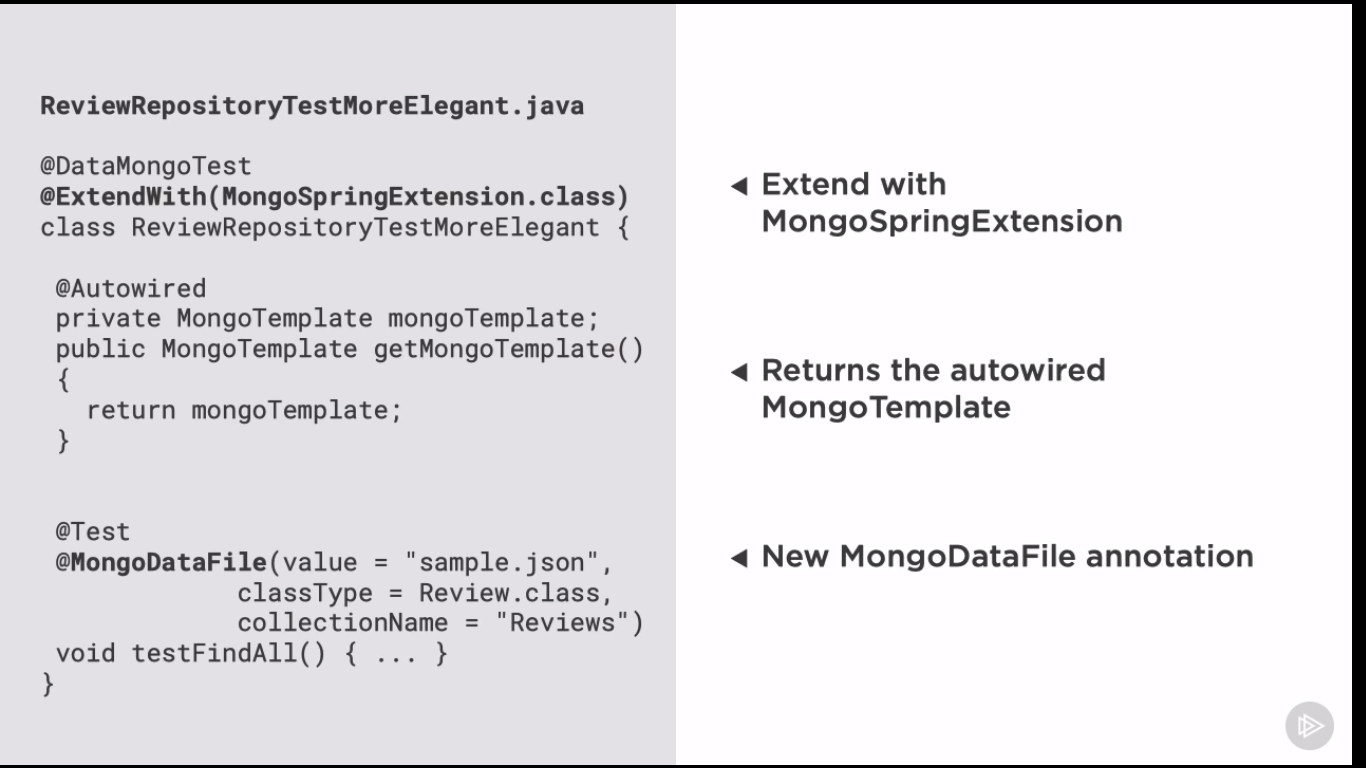 ReviewRepositoryTestMoreElegant.java
@DataMongoTest
@ExtendWith(MongoSpringExtension.class)
class ReviewRepositoryTestMoreElegant {
@Autowired
private MongoTemplate mongoTemplate;
public MongoTemplate getMongoTemplate()
{
return mongoTemplate;
}
@Test
@MongoDataFile(value = "sample.json",
classType = Review.class,
collectionName = "Reviews")
void testFindAll() { ... }
}
◄ Extend with
MongoSpringExtension
◄ Returns the autowired
MongoTemplate
◄ New MongoDataFile annotation